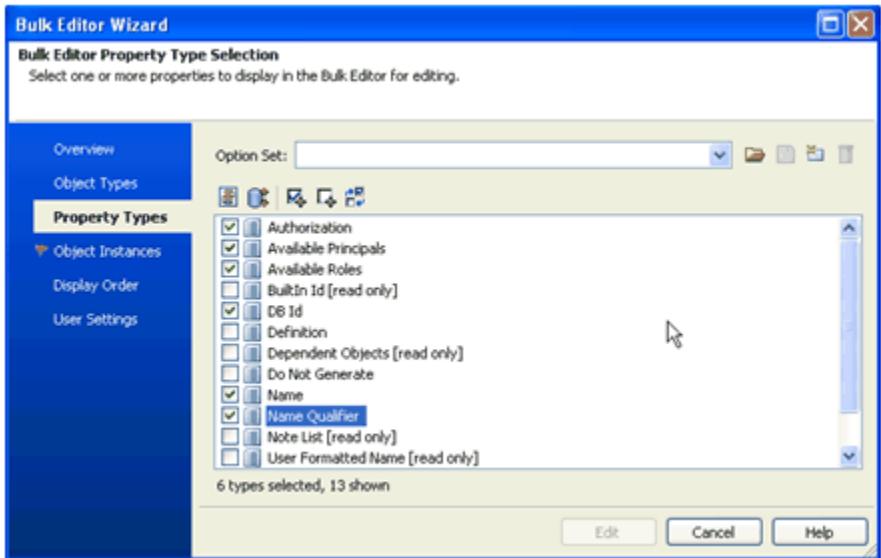 Bulk Editor Wizard
Bulk Editor Property Type Selection
Select one or more properties to display in the Bulk Editor for editing.
Overview
Object Types
Property Types
Object Instances
Display Order
User Settings
Option Set:
Authorization
Available Principals
Available Roles
BuiltIn Id [read only]
DB Id
Definition
Dependent Objects [read only]
Do Not Generate
Name
Name Qualifier
Note List [read only]
User Formatted Name [read only]
6 types selected, 13 shown
Edit
Cancel
Help